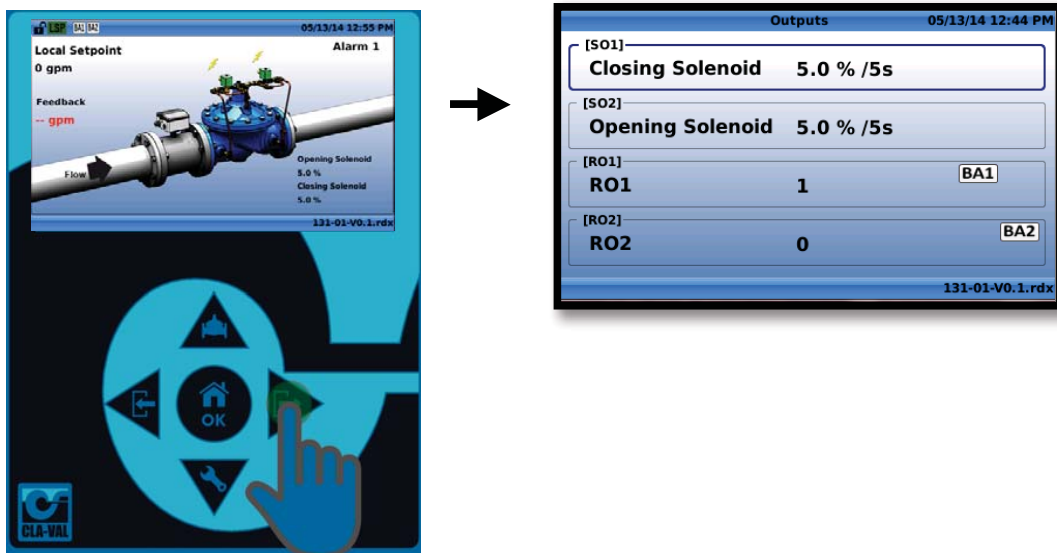 LSP BA1 BA2 05/13/14 12:55 PM
Local Setpoint Alarm 1
0 gpm
Feedback
-- gpm
Flow
Opening Solenoid
5.0 %
Closing Solenoid
5.0 %
131-01-V0.1.rdx
OK
CLA-VAL
Outputs 05/13/14 12:44 PM
[SO1]
Closing Solenoid 5.0 % /5s
[SO2]
Opening Solenoid 5.0 % /5s
[RO1]
RO1 1 BA1
[RO2]
RO2 0 BA2
131-01-V0.1.rdx